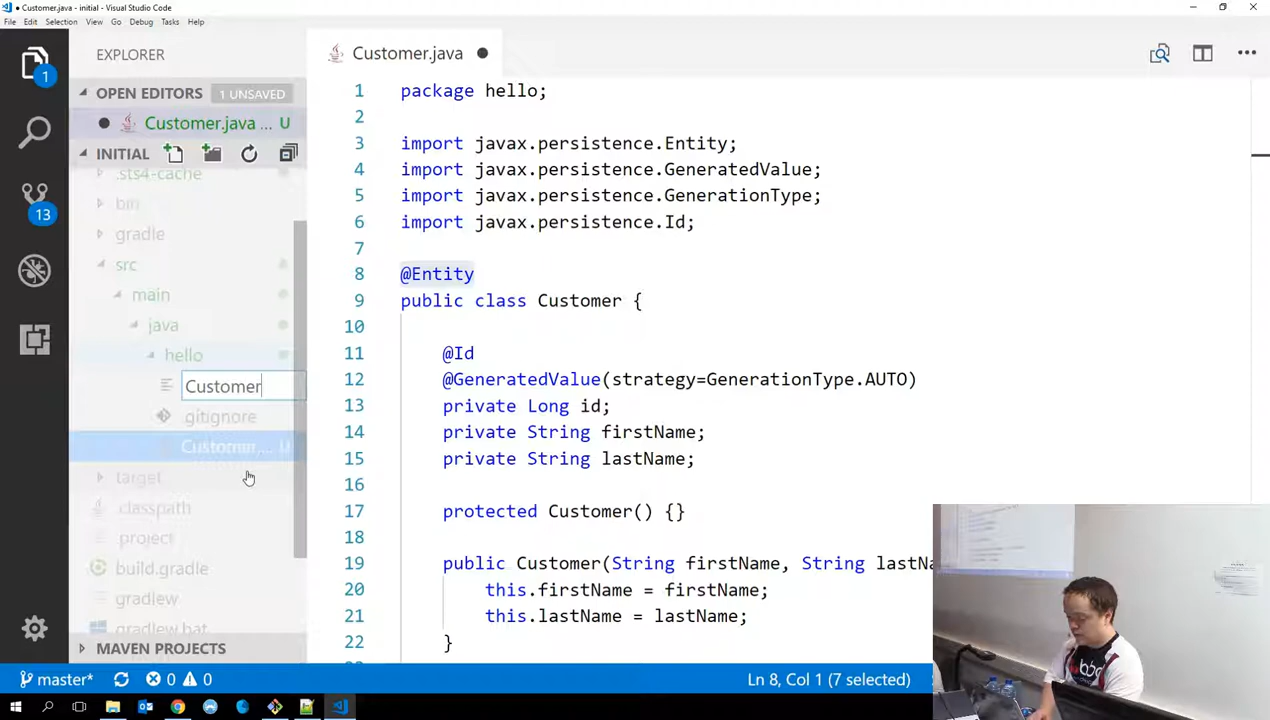 Customer.java - initial - Visual Studio Code
File Edit Selection View Go Debug Tasks Help
EXPLORER
OPEN EDITORS 1 UNSAVED
Customer.java ... U
INITIAL
.sts4-cache
bin
gradle
src
main
java
hello
Customer
gitignore
Customer.... U
target
.classpath
.project
build.gradle
gradlew
gradlew.bat
MAVEN PROJECTS
1
13
Customer.java
1 package hello;
2
3 import javax.persistence.Entity;
4 import javax.persistence.GeneratedValue;
5 import javax.persistence.GenerationType;
6 import javax.persistence.Id;
7
8 @Entity
9 public class Customer {
10
11 @Id
12 @GeneratedValue(strategy=GenerationType.AUTO)
13 private Long id;
14 private String firstName;
15 private String lastName;
16
17 protected Customer() {}
18
19 public Customer(String firstName, String lastNa
20 this.firstName = firstName;
21 this.lastName = lastName;
22 }
master* 0 0 Ln 8, Col 1 (7 selected)